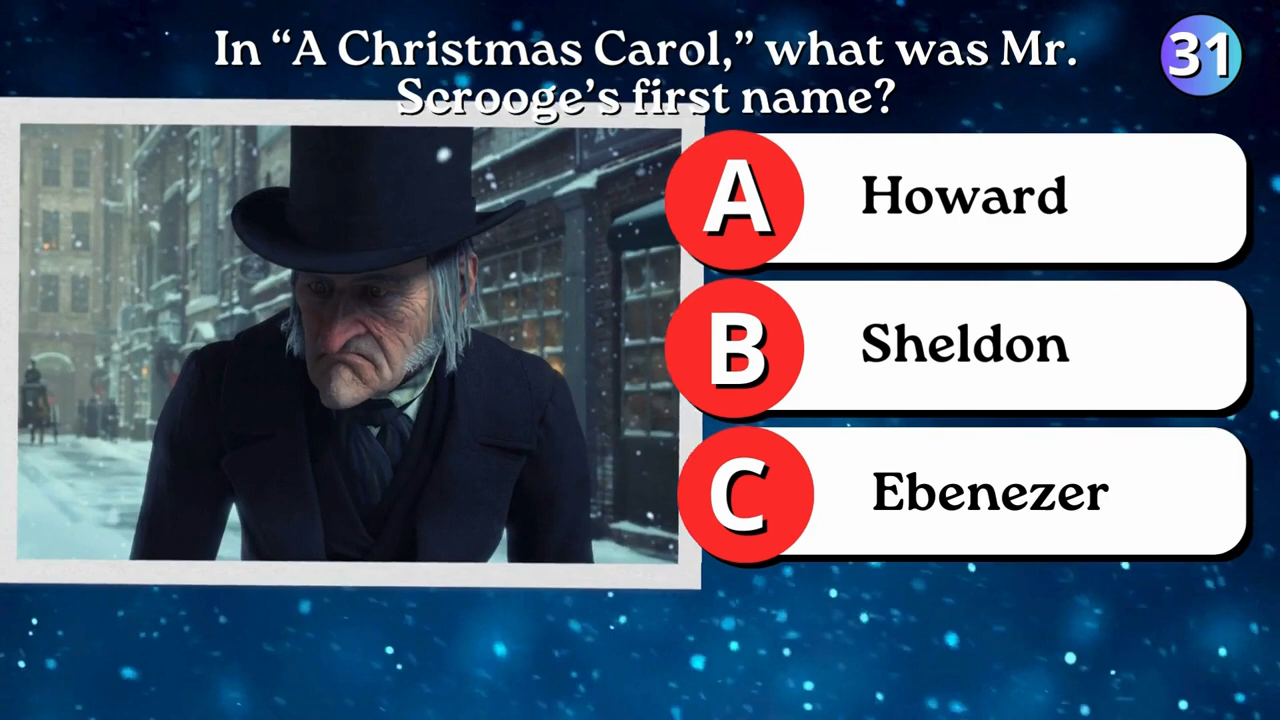 In “A Christmas Carol,” what was Mr.
Scrooge’s first name?
31
A
Howard
B
Sheldon
C
Ebenezer